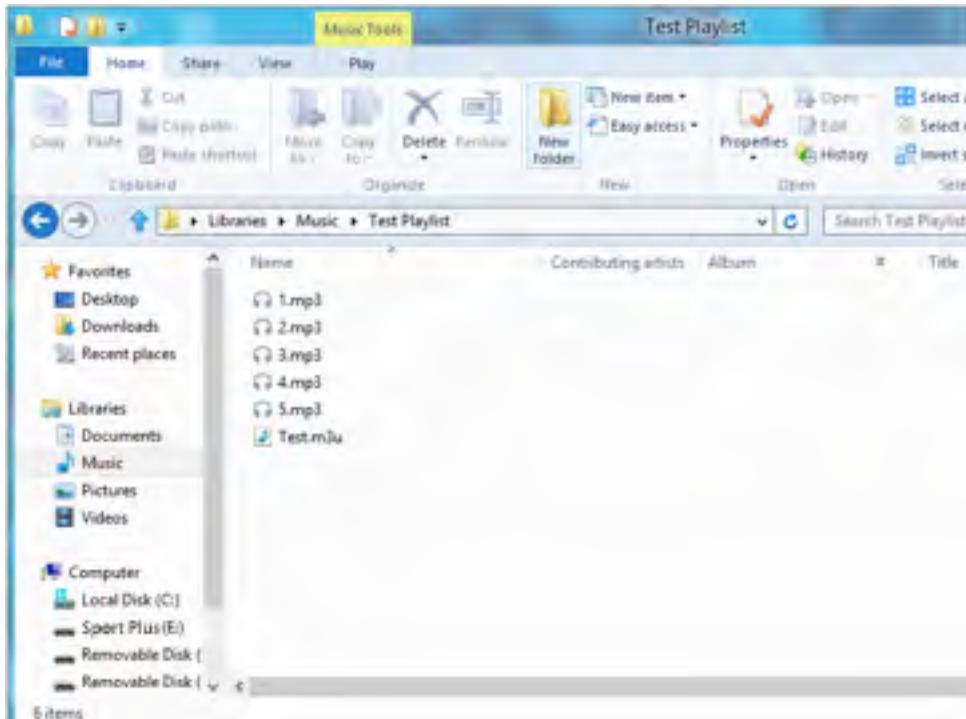 Music Tools
Test Playlist
File Home Share View Play
Copy
Paste
Cut
Copy path
Paste shortcut
Move to
Copy to
Delete
Rename
New folder
New item
Easy access
Properties
Open
Edit
History
Select
Select
Invert
Clipboard Organize New Open
Libraries Music Test Playlist
Search Test Playlist
Name Contributing artists Album # Title
Favorites
Desktop
Downloads
Recent places
Libraries
Documents
Music
Pictures
Videos
Computer
Local Disk (C:)
Sport Plus (E:)
Removable Disk (
Removable Disk (
1.mp3
2.mp3
3.mp3
4.mp3
5.mp3
Test.m3u
6 items